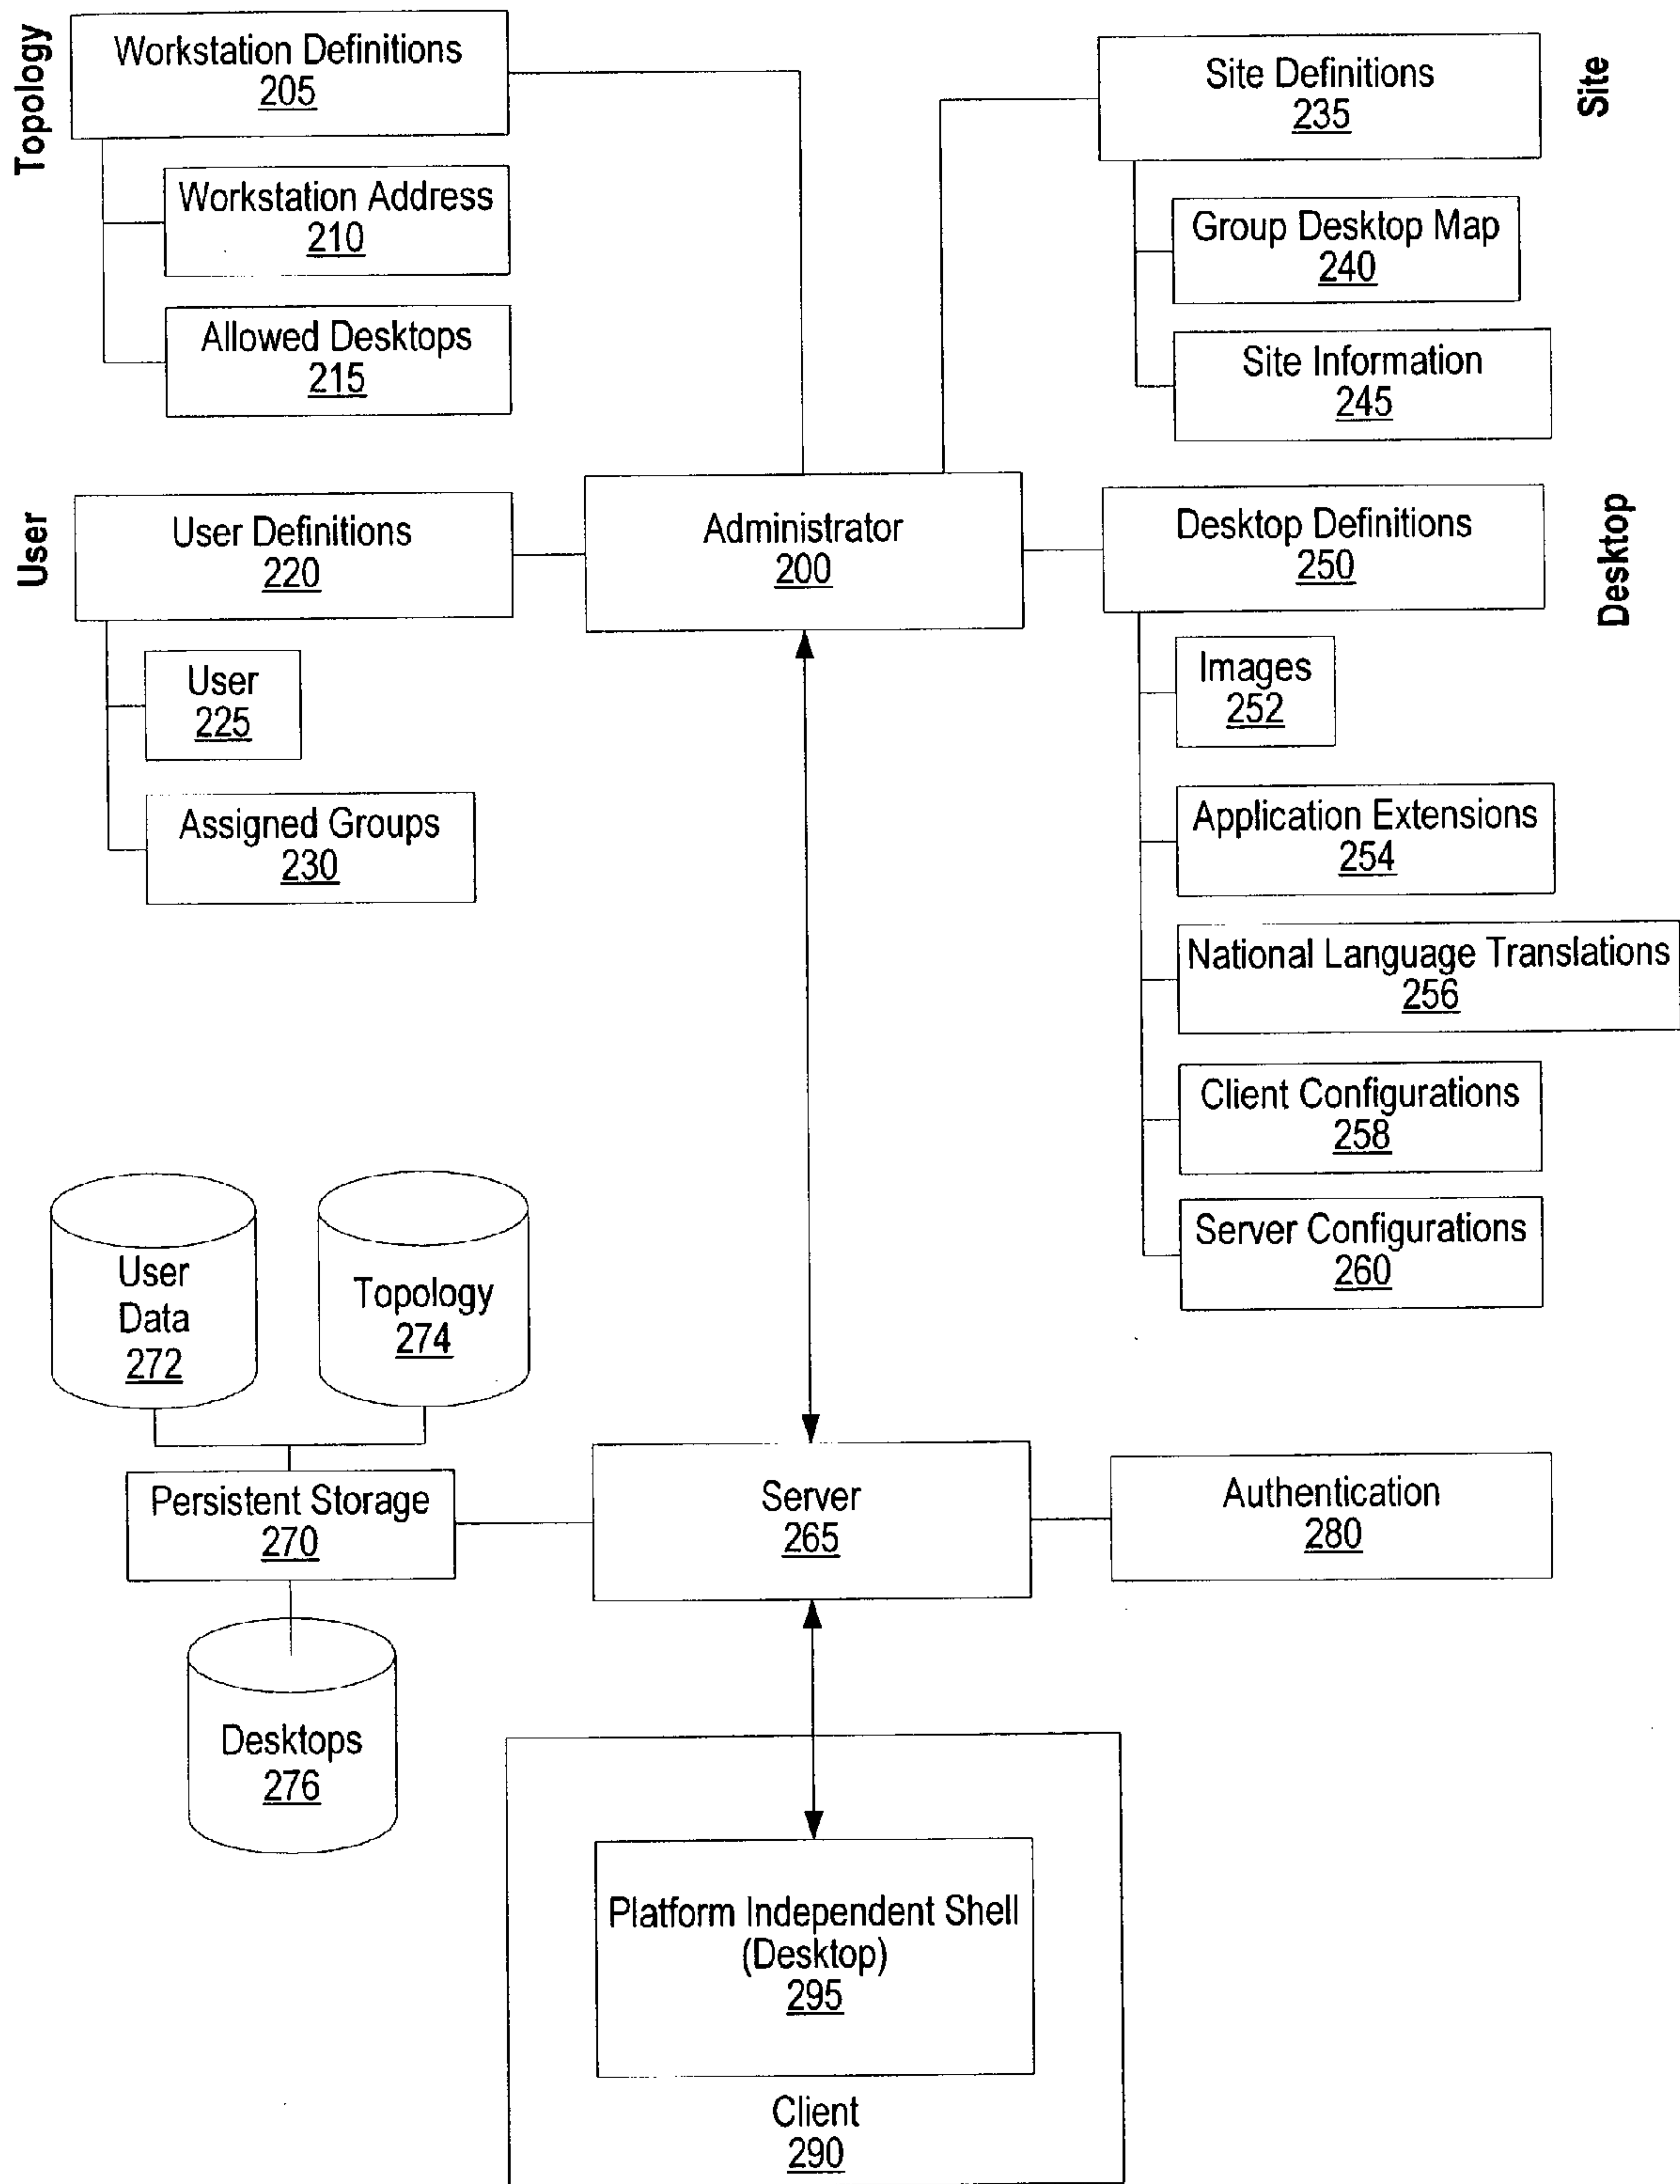 Topology
Workstation Definitions
205
Workstation Address
210
Allowed Desktops
215
Site Definitions
235
Site
Group Desktop Map
240
Site Information
245
User
User Definitions
220
User
225
Assigned Groups
230
Administrator
200
Desktop Definitions
250
Desktop
Images
252
Application Extensions
254
National Language Translations
256
Client Configurations
258
Server Configurations
260
User
Data
272
Topology
274
Persistent Storage
270
Desktops
276
Server
265
Authentication
280
Platform Independent Shell
(Desktop)
295
Client
290